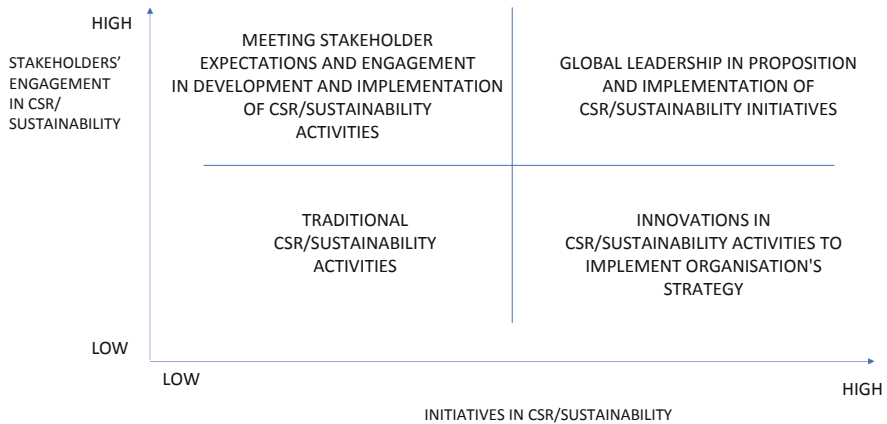 HIGH
STAKEHOLDERS'
ENGAGEMENT
IN CSR/
SUSTAINABILITY
MEETING STAKEHOLDER
EXPECTATIONS AND ENGAGEMENT
IN DEVELOPMENT AND IMPLEMENTATION
OF CSR/SUSTAINABILITY
ACTIVITIES
GLOBAL LEADERSHIP IN PROPOSITION
AND IMPLEMENTATION OF
CSR/SUSTAINABILITY INITIATIVES
TRADITIONAL
CSR/SUSTAINABILITY
ACTIVITIES
INNOVATIONS IN
CSR/SUSTAINABILITY ACTIVITIES TO
IMPLEMENT ORGANISATION'S
STRATEGY
LOW
LOW
HIGH
INITIATIVES IN CSR/SUSTAINABILITY